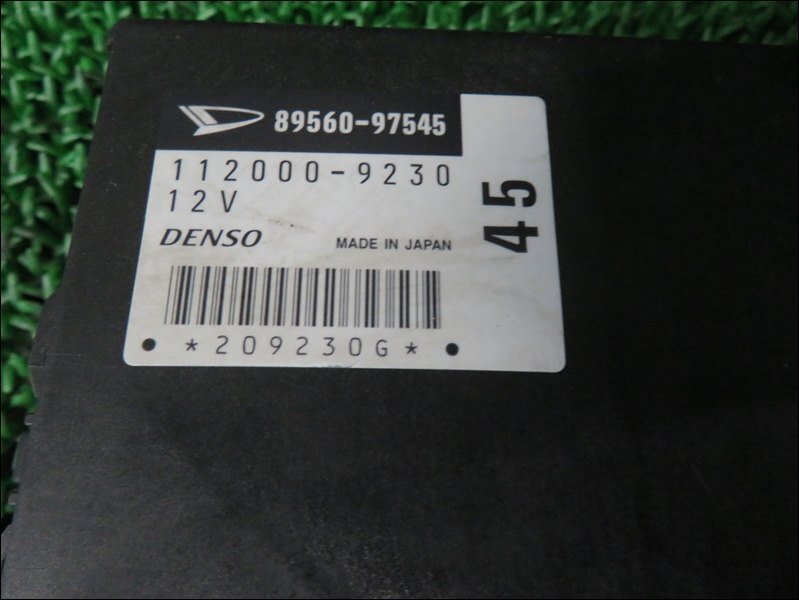 89560-97545
112000-9230
12V
DENSO MADE IN JAPAN
*209230G*
45